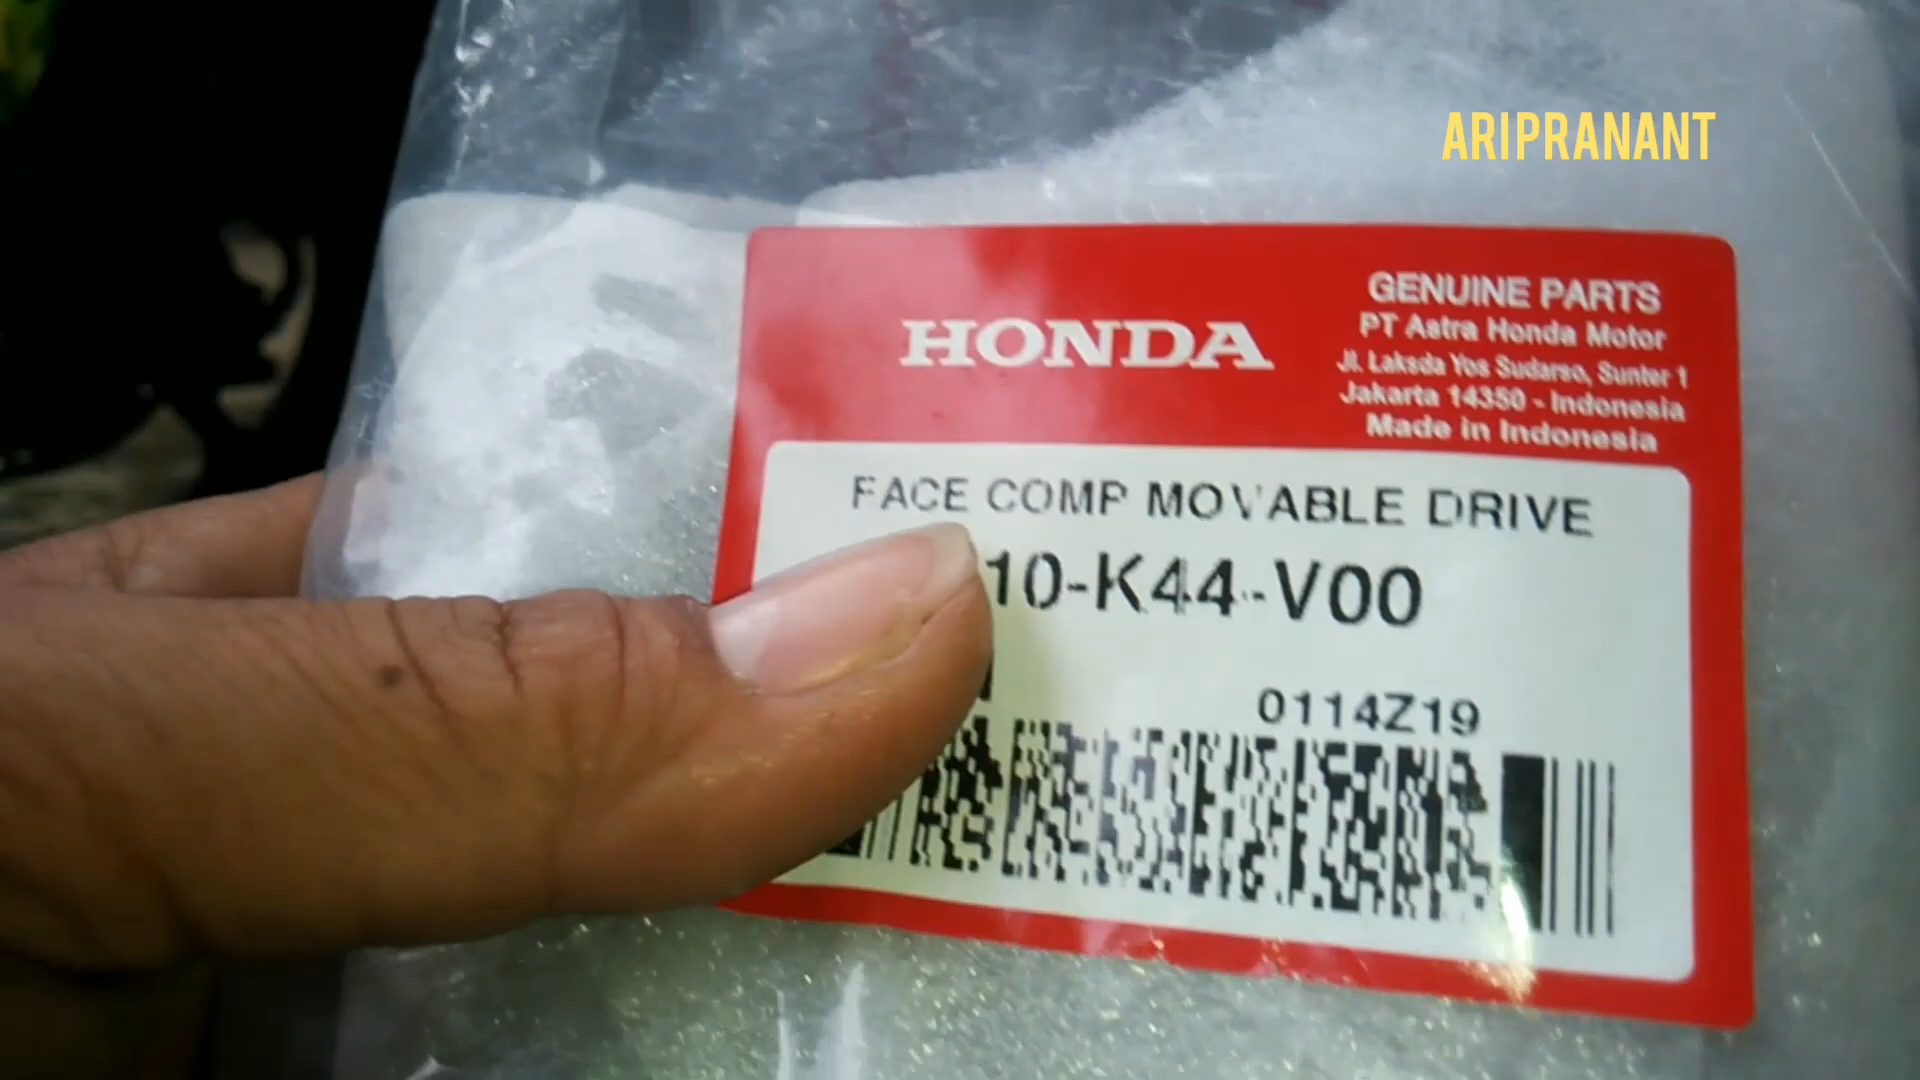 ARIPRANANT
HONDA
GENUINE PARTS
PT Astra Honda Motor
Jl. Laksda Yos Sudarso, Sunter 1
Jakarta 14350 - Indonesia
Made in Indonesia
FACE COMP MOVABLE DRIVE
10-K44-V00
0114Z19